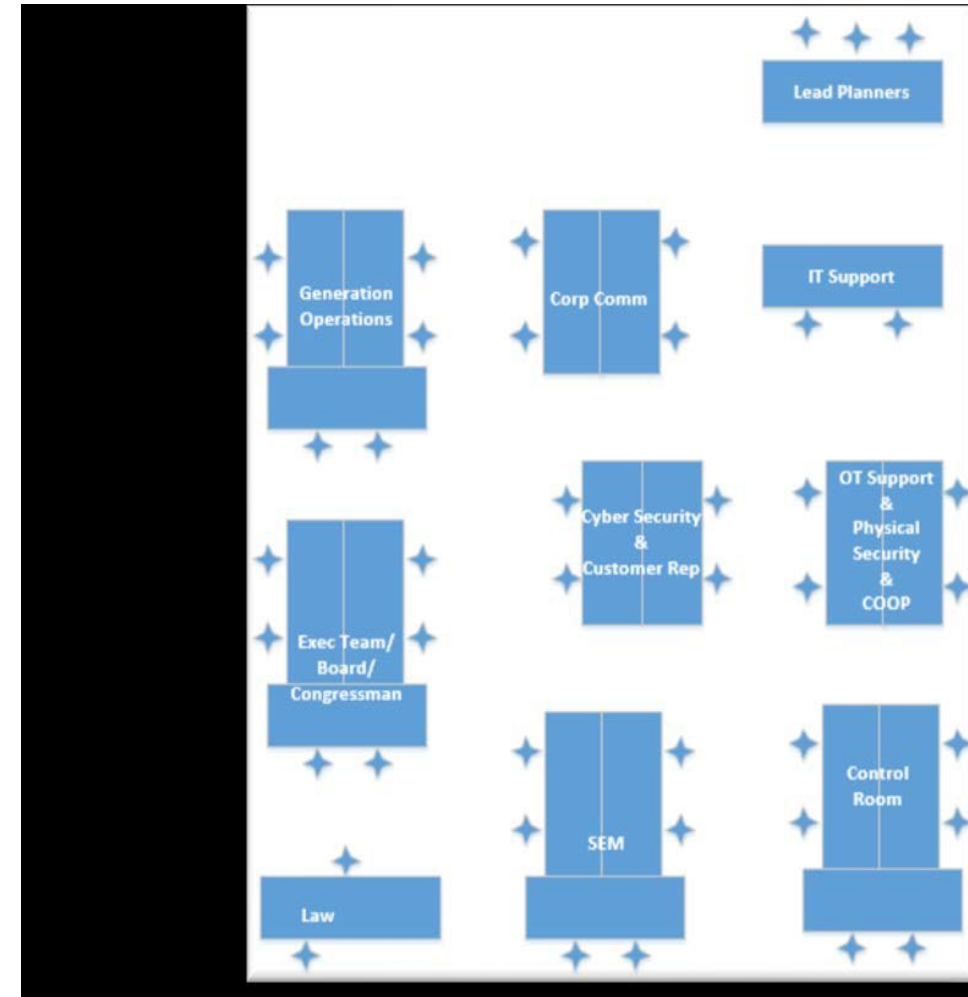 Lead Planners
Generation
Operations
Corp Comm
IT Support
Cyber Security
&
Customer Rep
OT Support
&
Physical
Security
&
COOP
Exec Team/
Board/
Congressman
SEM
Control
Room
Law